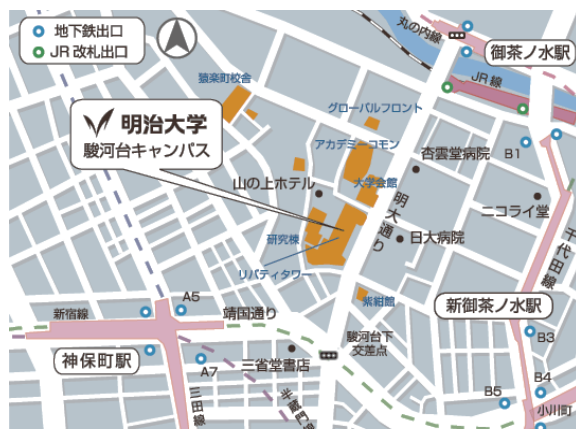 地下鉄出口
JR 改札出口
丸の内線
御茶ノ水駅
JR 線
猿楽町校舎
グローバルフロント
明治大学
駿河台キャンパス
アカデミーコモン
杏雲堂病院
B1
山の上ホテル
大学会館
ニコライ堂
明大通り
研究棟
日大病院
リバティタワー
千代田線
紫紺館
新御茶ノ水駅
新宿線
A5
靖国通り
駿河台下
交差点
B3
神保町駅
A7
三省堂書店
三田線
半蔵門線
B4
B5
小川町